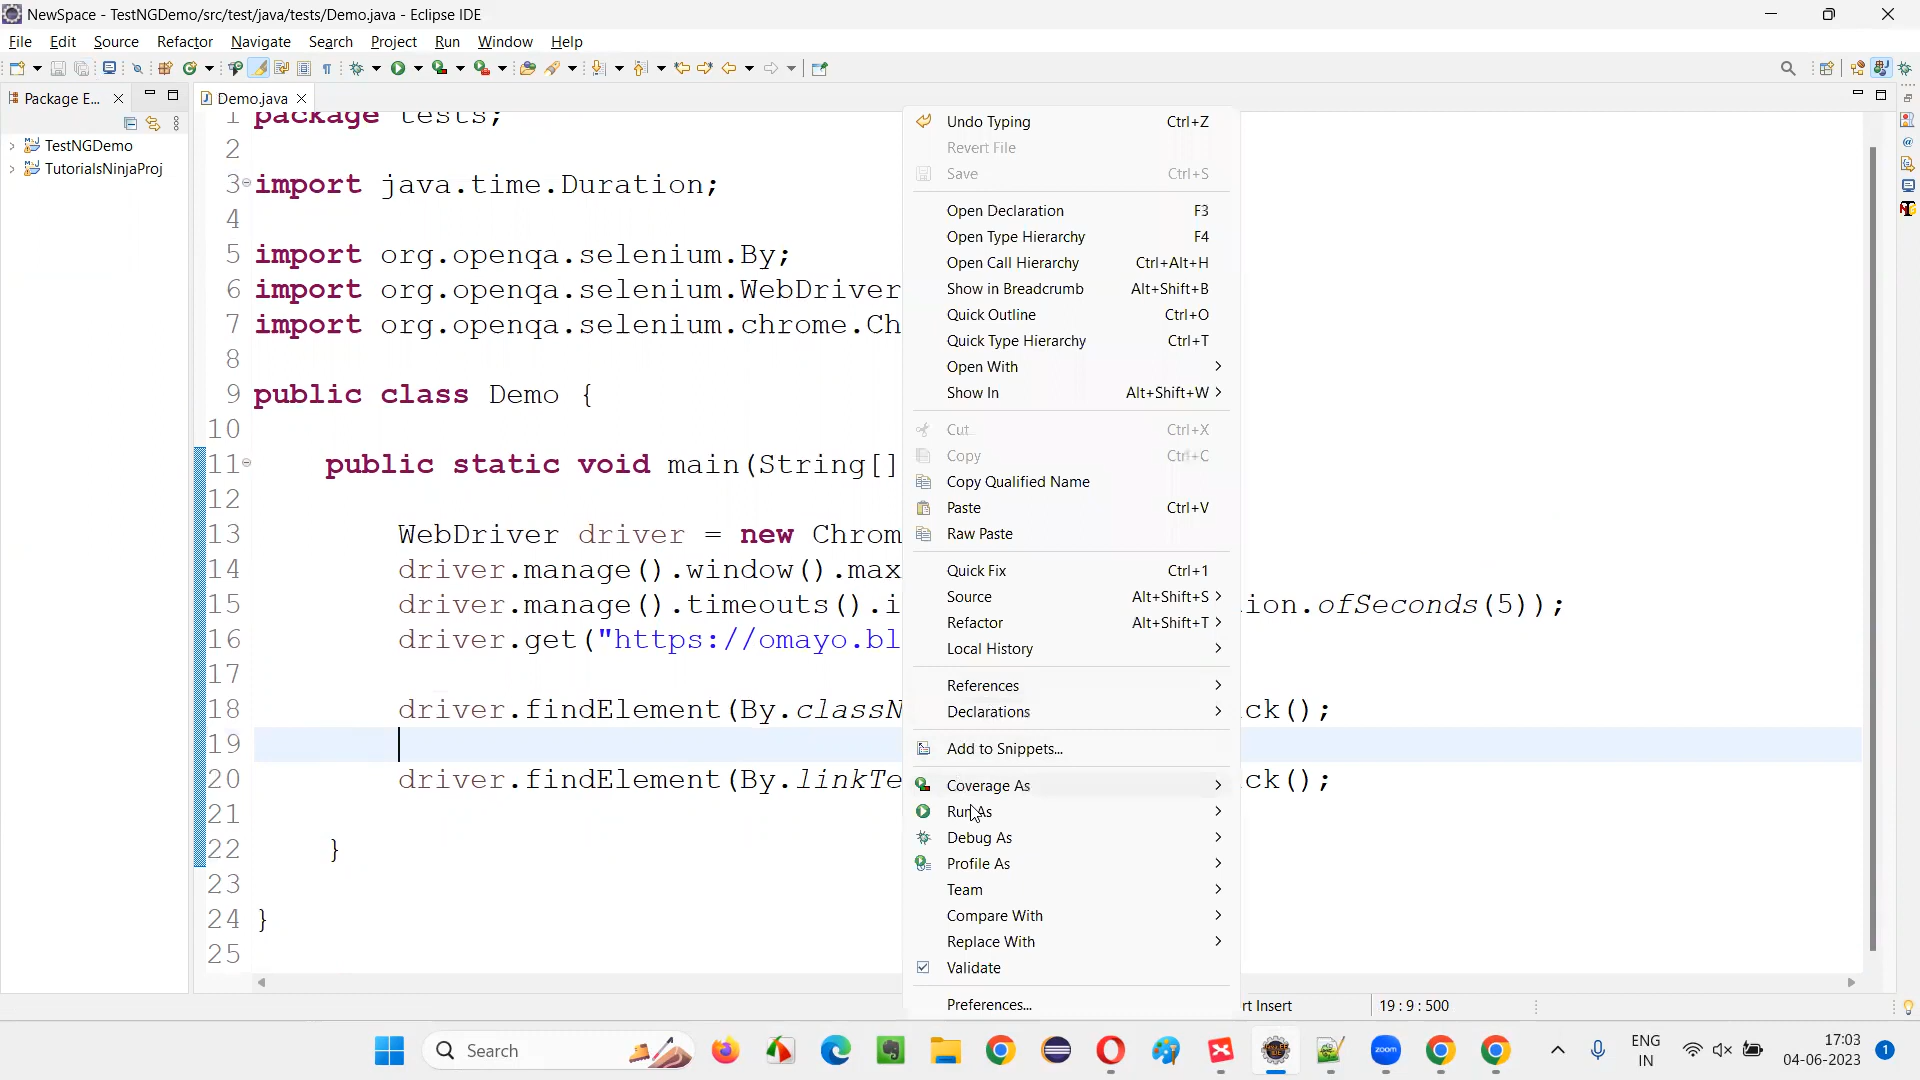 NewSpace - TestNGDemo/src/test/java/tests/Demo.java - Eclipse IDE
File Edit Source Refactor Navigate Search Project Run Window Help
Package E... Demo.java
TestNGDemo
TutorialsNinjaProj
1 package tests;
2
3 import java.time.Duration;
4
5 import org.openqa.selenium.By;
6 import org.openqa.selenium.WebDriver
7 import org.openqa.selenium.chrome.Ch
8
9 public class Demo {
10
11 public static void main(String[]
12
13 WebDriver driver = new Chrom
14 driver.manage().window().max
15 driver.manage().timeouts().i ion.ofSeconds(5));
16 driver.get("https://omayo.bl
17
18 driver.findElement(By.classN ck();
19
20 driver.findElement(By.linkTe ck();
21
22 }
23
24 }
25
Undo Typing Ctrl+Z
Revert File
Save Ctrl+S
Open Declaration F3
Open Type Hierarchy F4
Open Call Hierarchy Ctrl+Alt+H
Show in Breadcrumb Alt+Shift+B
Quick Outline Ctrl+O
Quick Type Hierarchy Ctrl+T
Open With
Show In Alt+Shift+W
Cut Ctrl+X
Copy Ctrl+C
Copy Qualified Name
Paste Ctrl+V
Raw Paste
Quick Fix Ctrl+1
Source Alt+Shift+S
Refactor Alt+Shift+T
Local History
References
Declarations
Add to Snippets...
Coverage As
Run As
Debug As
Profile As
Team
Compare With
Replace With
Validate
Preferences...
rt Insert 19 : 9 : 500
Search
zoom
ENG
IN
17:03
04-06-2023
1